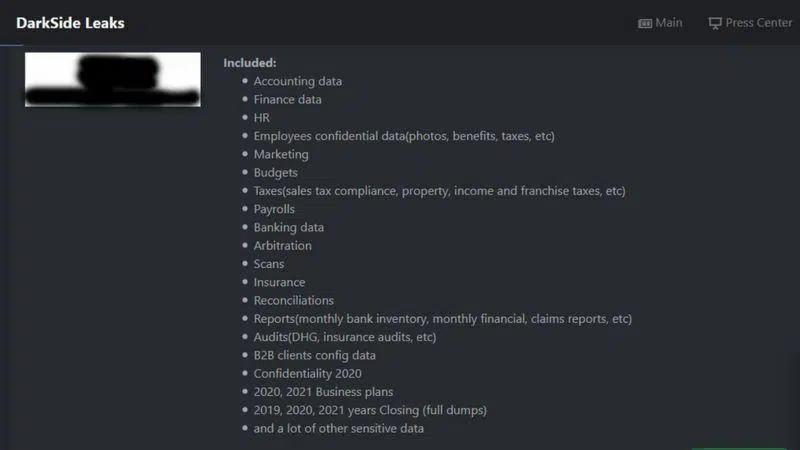 DarkSide Leaks
Main
Press Center
Included:
Accounting data
Finance data
HR
Employees confidential data(photos, benefits, taxes, etc)
Marketing
Budgets
Taxes(sales tax compliance, property, income and franchise taxes, etc)
Payrolls
Banking data
Arbitration
Scans
Insurance
Reconciliations
Reports(monthly bank inventory, monthly financial, claims reports, etc)
Audits(DHG, insurance audits, etc)
B2B clients config data
Confidentiality 2020
2020, 2021 Business plans
2019, 2020, 2021 years Closing (full dumps)
and a lot of other sensitive data